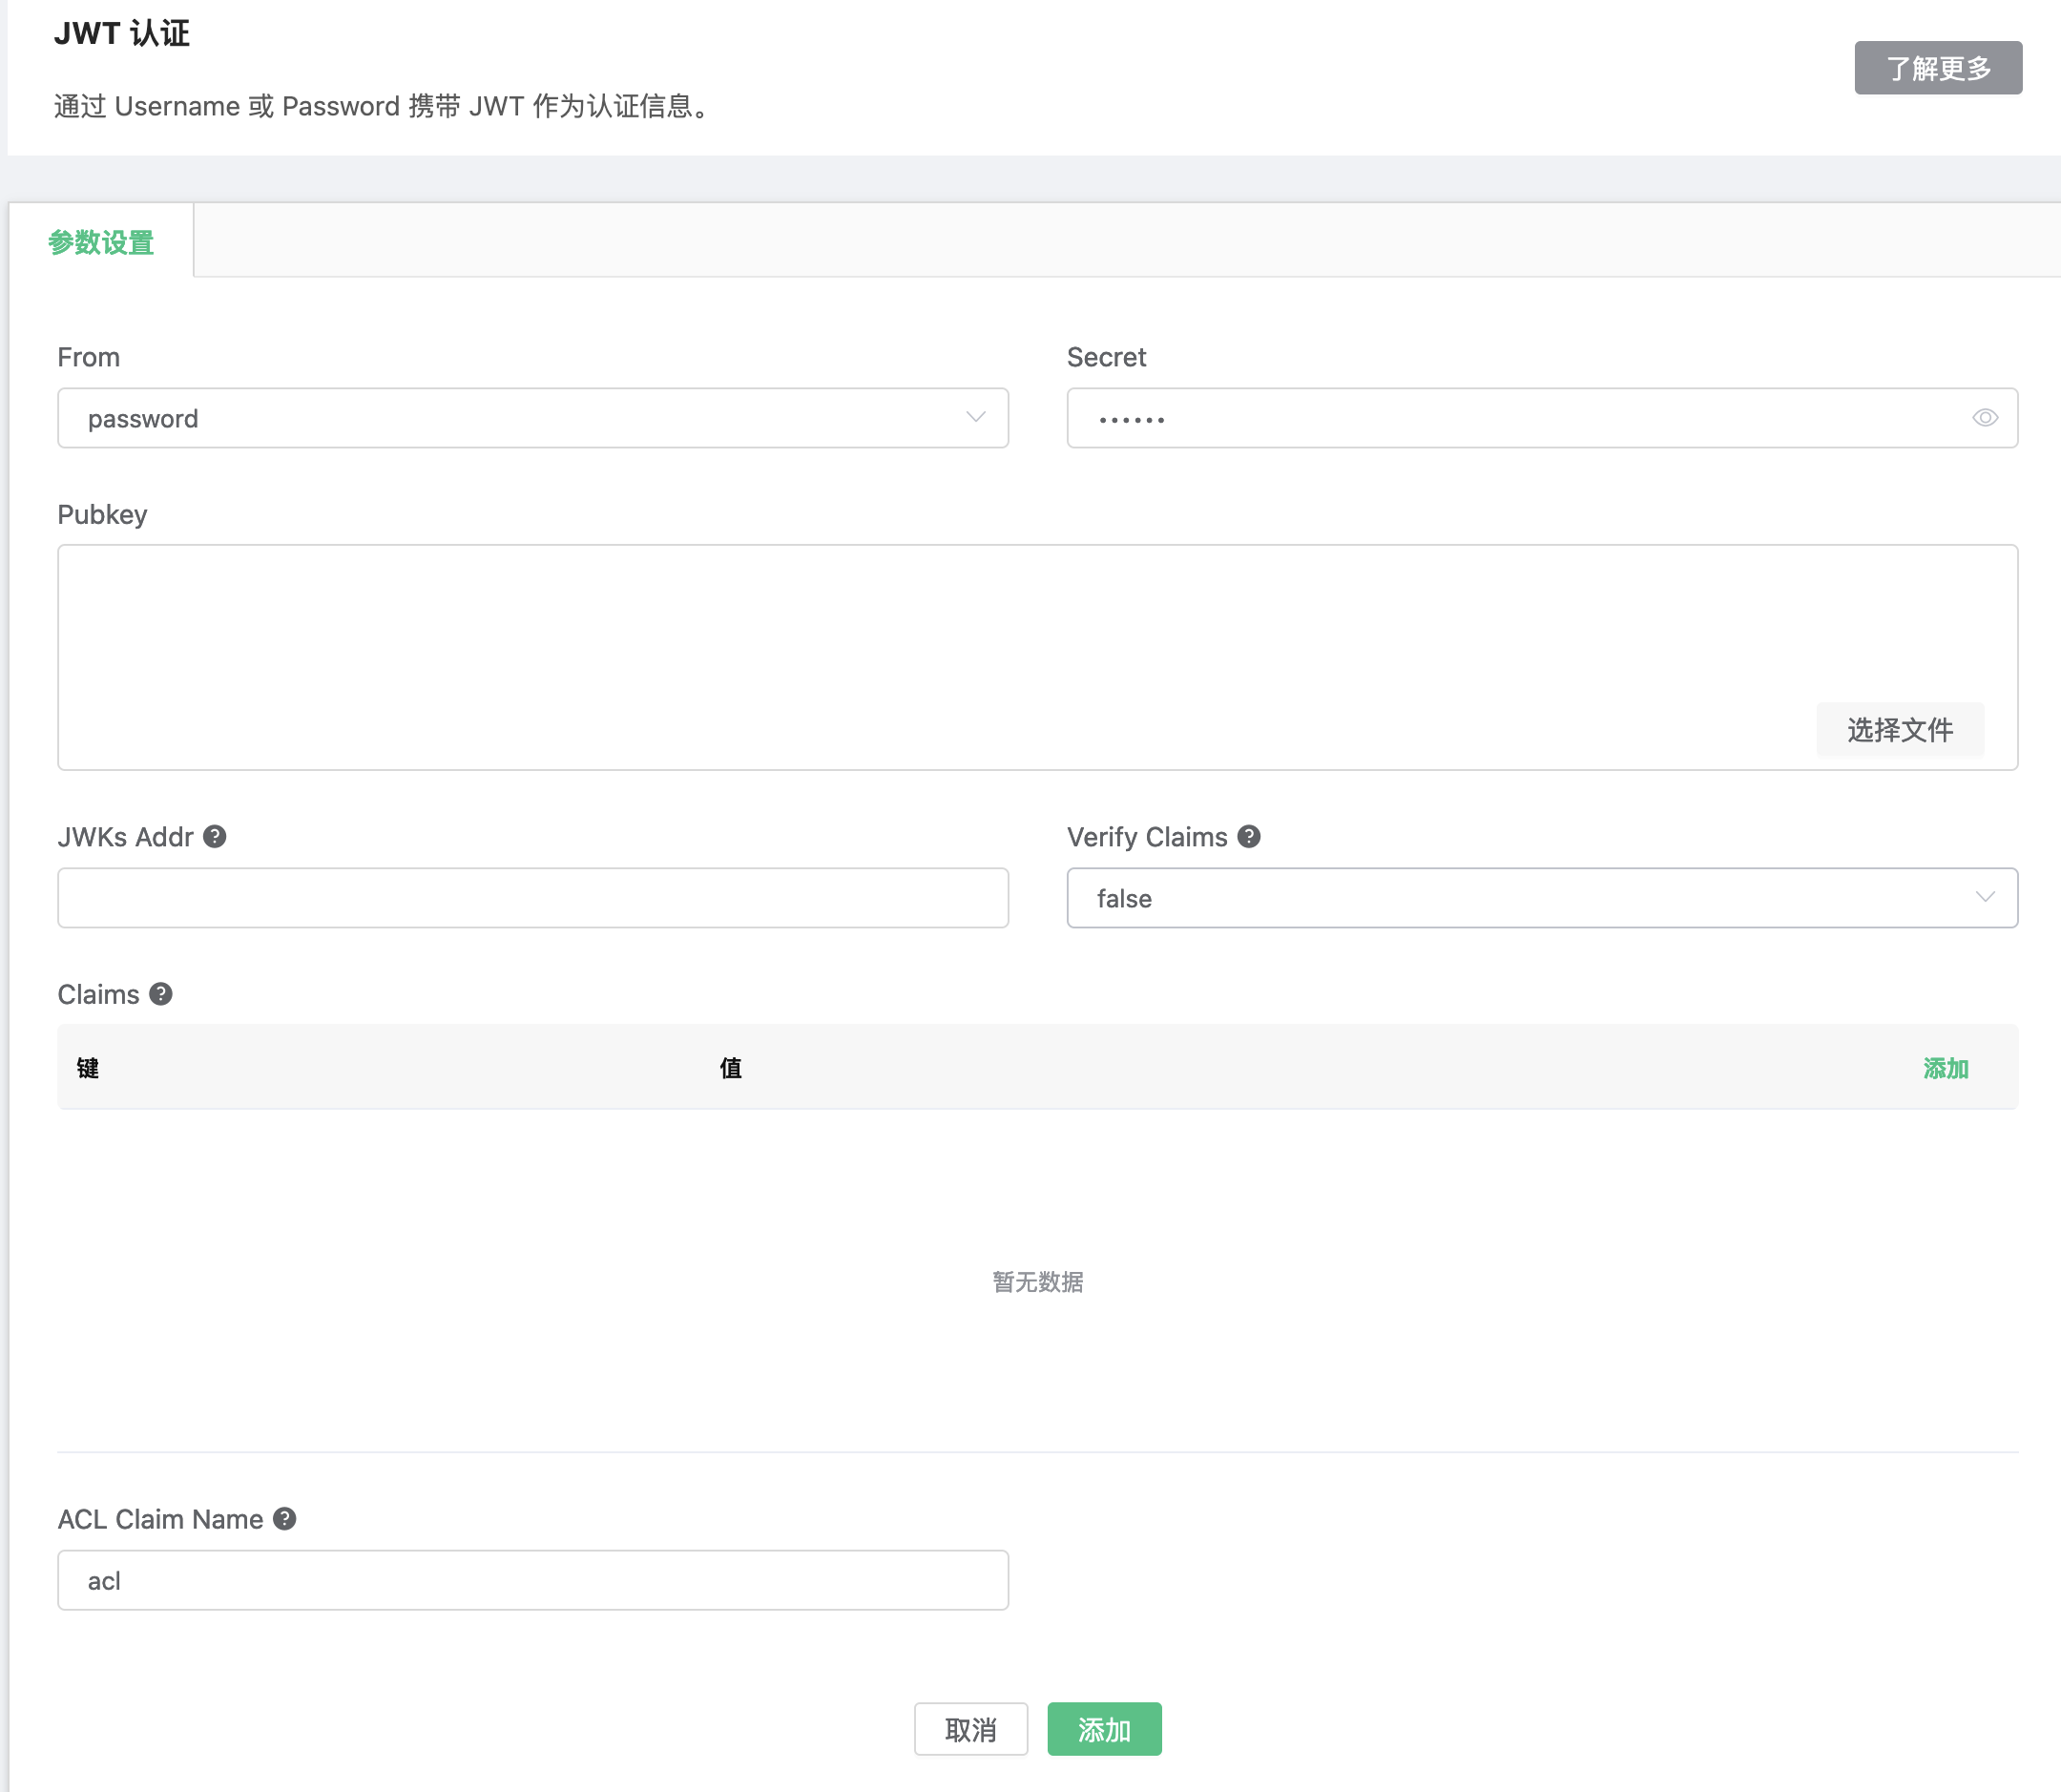 JWT 认证
了解更多
通过 Username 或 Password 携带 JWT 作为认证信息。
参数设置
From
Secret
password
••••••
Pubkey
选择文件
JWKs Addr ?
Verify Claims ?
false
Claims ?
键 值 添加
暂无数据
ACL Claim Name ?
acl
取消 添加